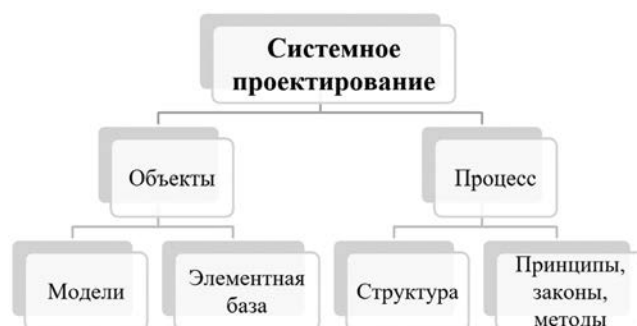 Системное
проектирование
Объекты
Процесс
Модели
Элементная
база
Структура
Принципы,
законы,
методы